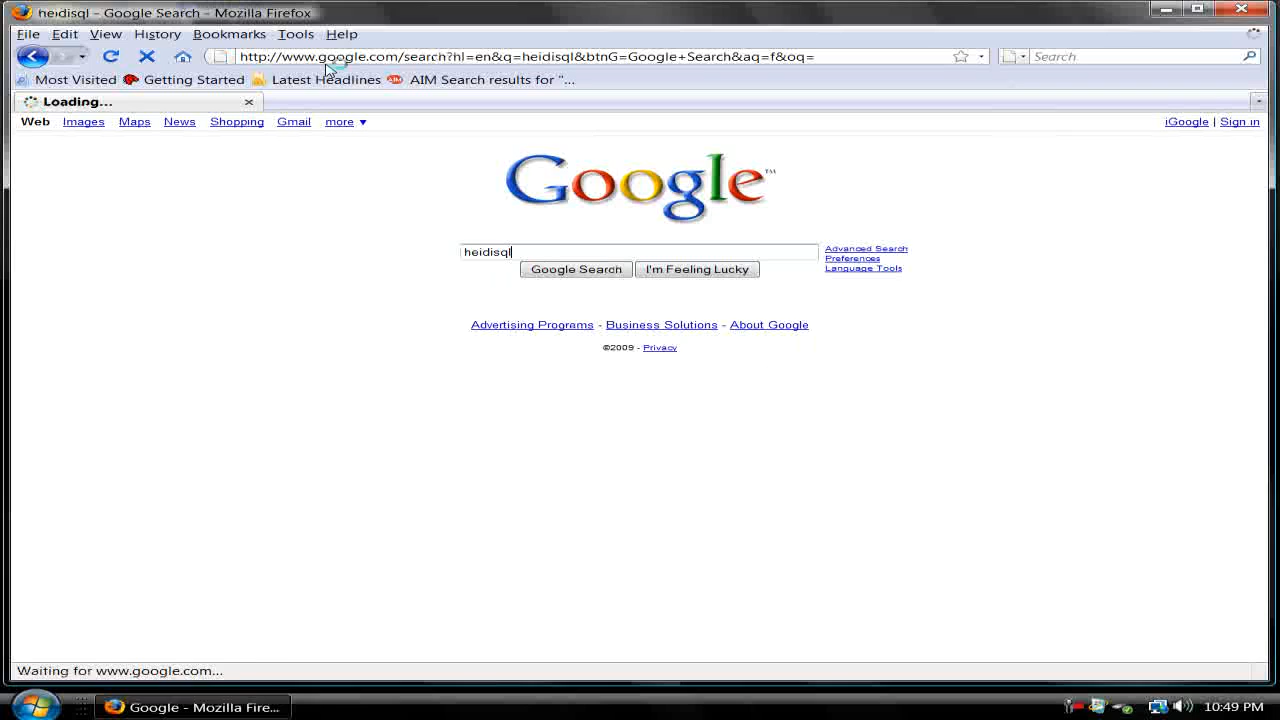 heidisql - Google Search - Mozilla Firefox
File Edit View History Bookmarks Tools Help
http://www.google.com/search?hl=en&q=heidisql&btnG=Google+Search&aq=f&oq= Search
Most Visited Getting Started Latest Headlines AIM AIM Search results for "...
Loading...
Web Images Maps News Shopping Gmail more iGoogle | Sign in
Google™
heidisql Advanced Search
Preferences
Google Search I'm Feeling Lucky Language Tools
Advertising Programs - Business Solutions - About Google
©2009 - Privacy
Waiting for www.google.com...
Google - Mozilla Fire... 10:49 PM